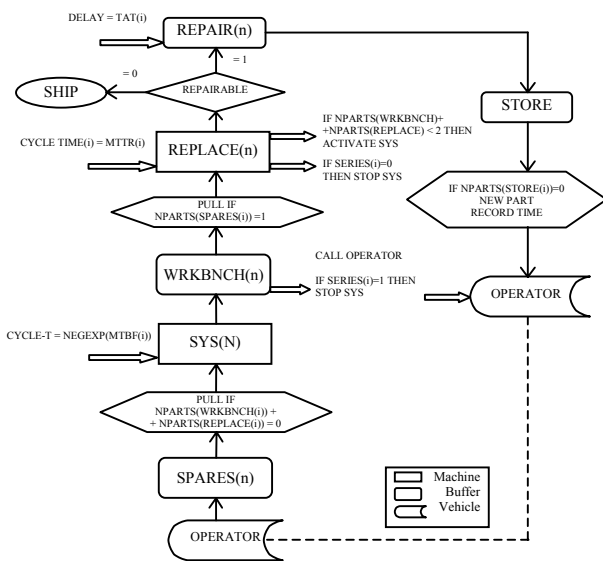 DELAY = TAT(i)
REPAIR(n)
= 1
= 0
SHIP
REPAIRABLE
STORE
CYCLE TIME(i) = MTTR(i)
REPLACE(n)
IF NPARTS(WRKBNCH)+
+NPARTS(REPLACE) < 2 THEN
ACTIVATE SYS
IF SERIES(i)=0
THEN STOP SYS
IF NPARTS(STORE(i))=0
NEW PART
RECORD TIME
PULL IF
NPARTS(SPARES(i)) =1
WRKBNCH(n)
CALL OPERATOR
IF SERIES(i)=1 THEN
STOP SYS
OPERATOR
CYCLE-T = NEGEXP(MTBF(i))
SYS(N)
PULL IF
NPARTS(WRKBNCH(i)) +
+ NPARTS(REPLACE(i)) = 0
SPARES(n)
OPERATOR
Machine
Buffer
Vehicle